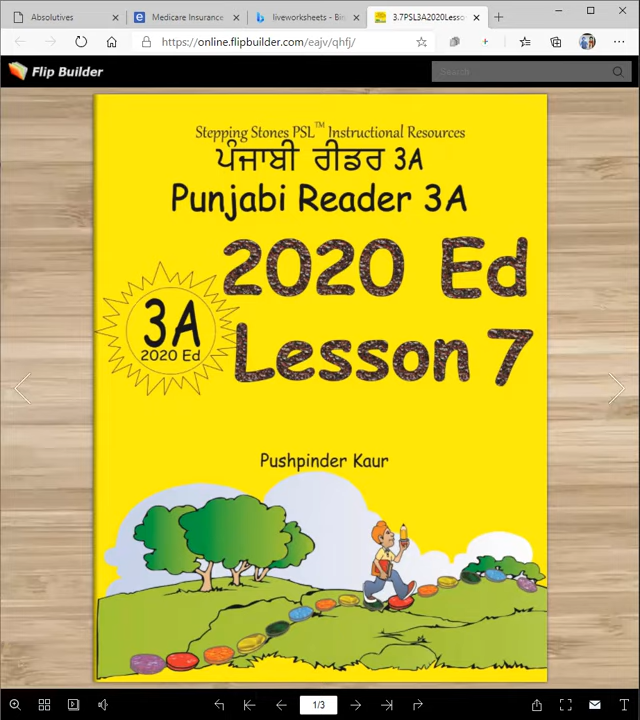 Absolutives
Medicare Insurance
liveworksheets - Bin
3.7PSL3A2020Lesso
https://online.flipbuilder.com/eajv/qhfj/
Flip Builder
Search
Stepping Stones PSL™ Instructional Resources
ਪੰਜਾਬੀ ਰੀਡਰ 3A
Punjabi Reader 3A
2020 Ed
3A
2020 Ed
Lesson 7
Pushpinder Kaur
1/3